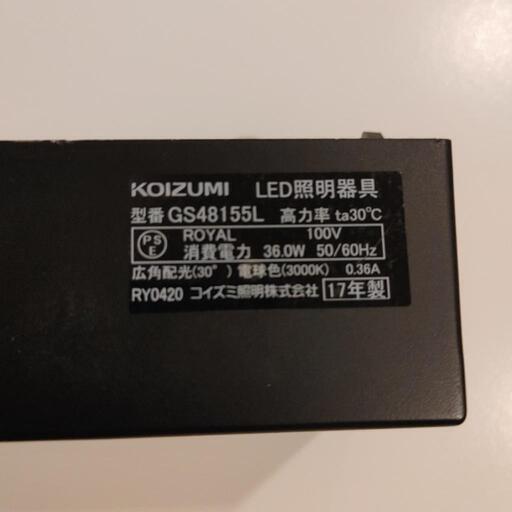 KOIZUMI LED照明器具
型番 GS48155L 高力率 ta30℃
PSE ROYAL 100V
消費電力 36.0W 50/60Hz
広角配光(30°) 電球色(3000K) 0.36A
RY0420 コイズミ照明株式会社 17年製